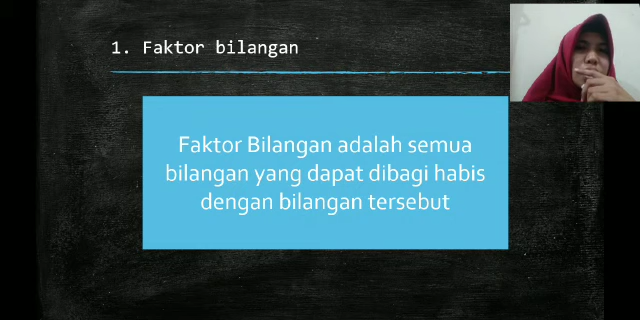 1. Faktor bilangan
Faktor Bilangan adalah semua
bilangan yang dapat dibagi habis
dengan bilangan tersebut